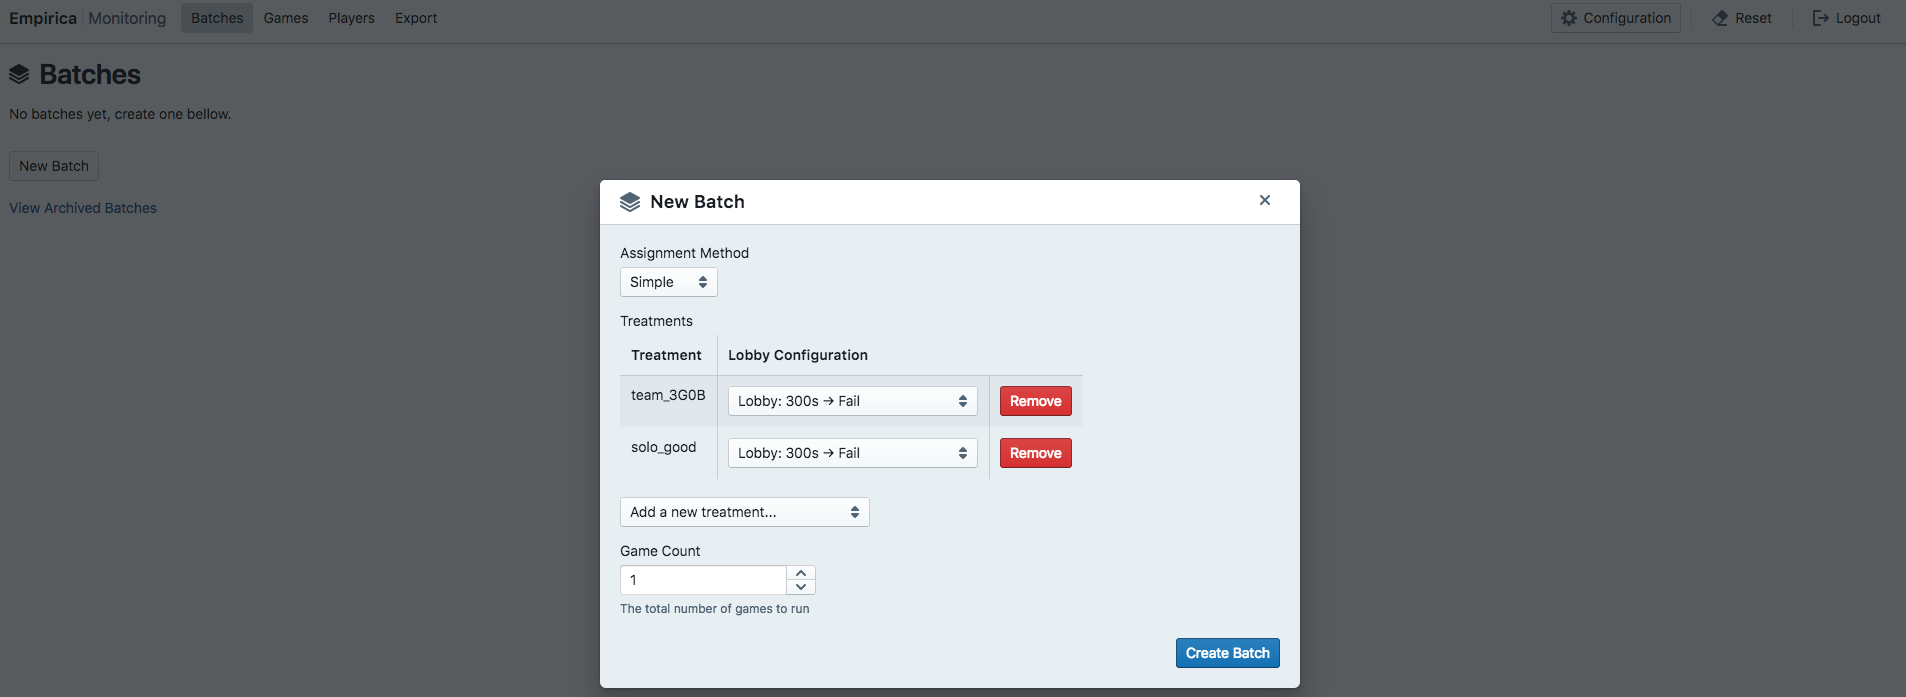 Empirica Monitoring Batches Games Players Export Configuration Reset Logout
Batches
No batches yet, create one bellow.
New Batch
View Archived Batches
New Batch
Assignment Method
Simple
Treatments
Treatment Lobby Configuration
team_3G0B Lobby: 300s → Fail Remove
solo_good Lobby: 300s → Fail Remove
Add a new treatment...
Game Count
1
The total number of games to run
Create Batch